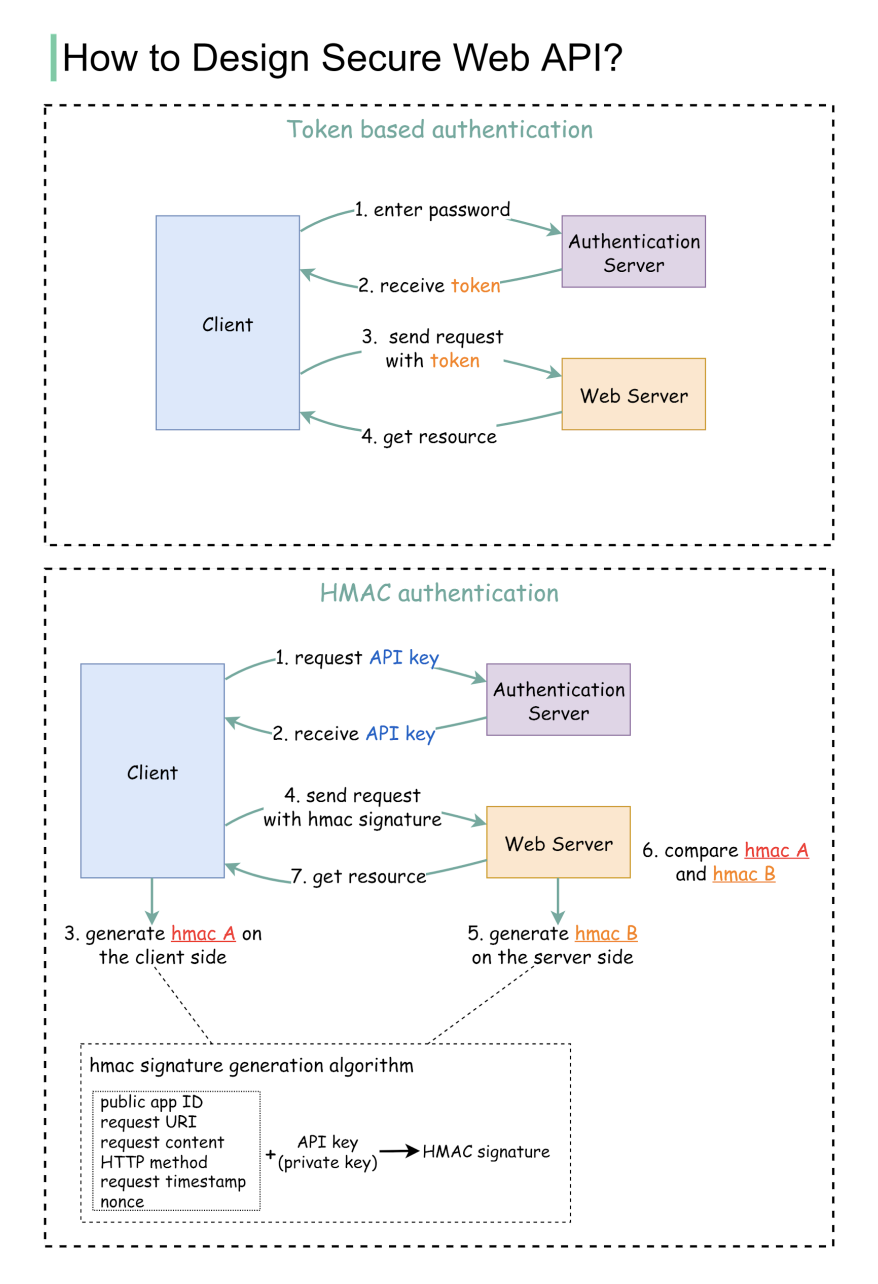 How to Design Secure Web API?
Token based authentication
1. enter password
Authentication
Server
2. receive token
Client
3. send request
with token
Web Server
4. get resource
HMAC authentication
1. request API key
Authentication
Server
2. receive API key
Client
4. send request
with hmac signature
Web Server
7. get resource
6. compare hmac A
and hmac B
3. generate hmac A on
the client side
5. generate hmac B
on the server side
hmac signature generation algorithm
public app ID
request URI
request content
HTTP method
request timestamp
nonce
+
API key
(private key)
HMAC signature